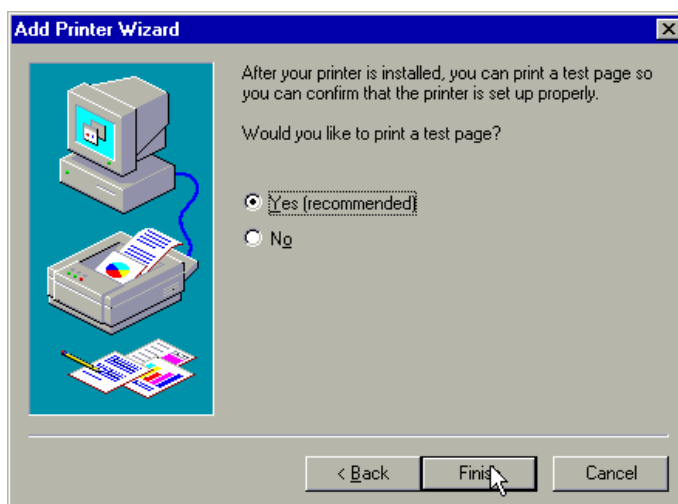 Add Printer Wizard
After your printer is installed, you can print a test page so
you can confirm that the printer is set up properly.
Would you like to print a test page?
Yes (recommended)
No
< Back
Finish
Cancel